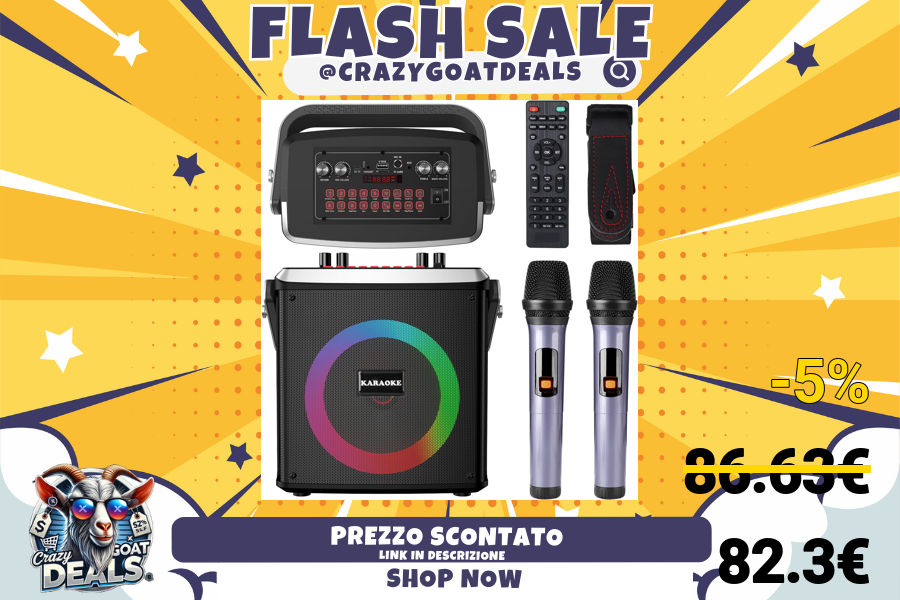 FLASH SALE
@CRAZYGOATDEALS
KARAOKE
-5%
86.63€
PREZZO SCONTATO
LINK IN DESCRIZIONE
SHOP NOW
82.3€
$
52%
Crazy
GOAT
DEALS